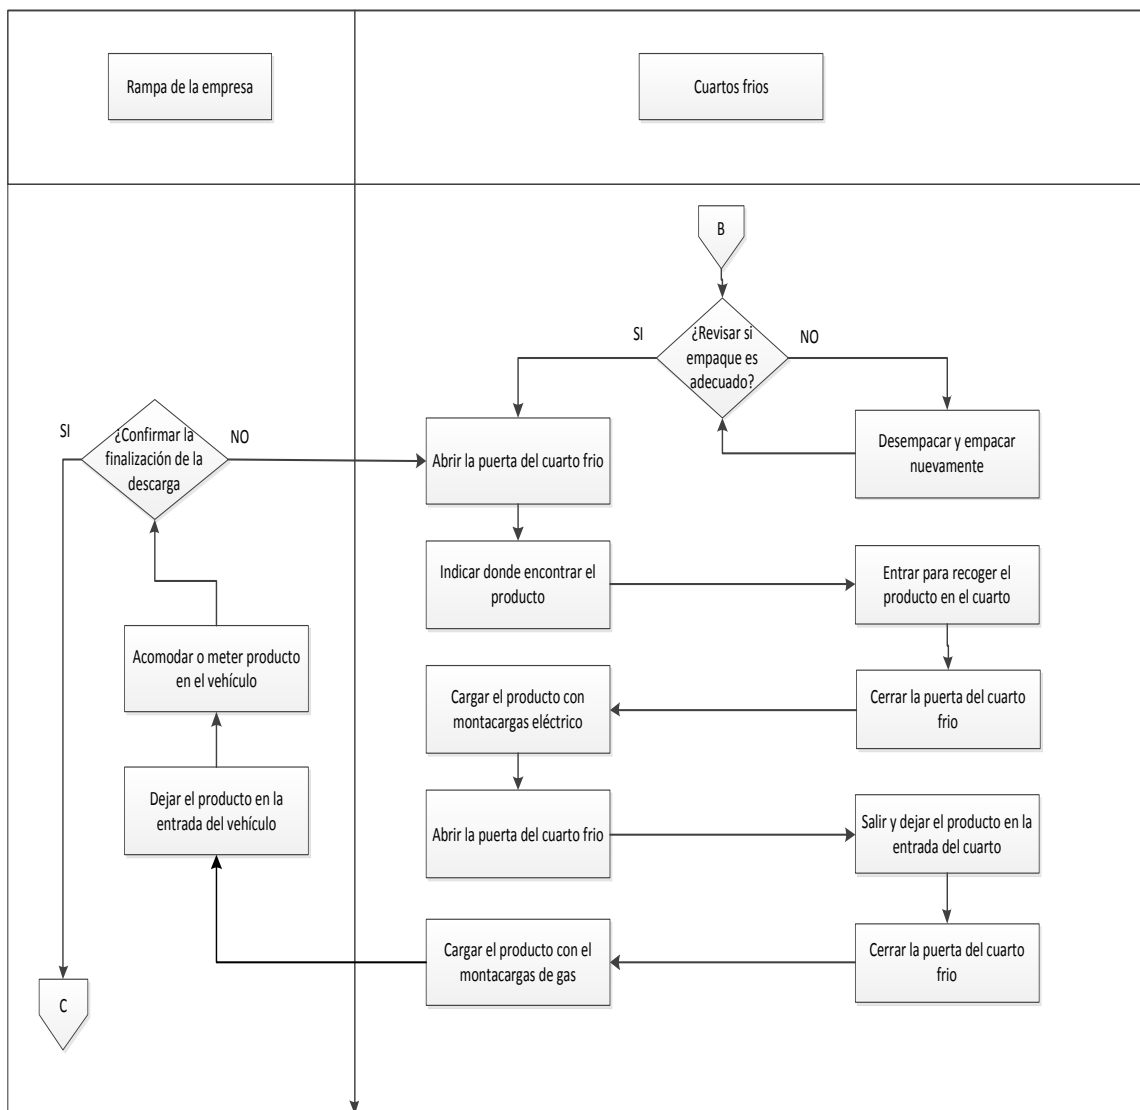 Rampa de la empresa
Cuartos frios
B
SI
¿Revisar si
empaque es
adecuado?
NO
SI
¿Confirmar la
finalización de la
descarga
NO
Abrir la puerta del cuarto frio
Desempacar y empacar
nuevamente
Indicar donde encontrar el
producto
Entrar para recoger el
producto en el cuarto
Acomodar o meter producto
en el vehículo
Cargar el producto con
montacargas eléctrico
Cerrar la puerta del cuarto
frio
Dejar el producto en la
entrada del vehículo
Abrir la puerta del cuarto frio
Salir y dejar el producto en la
entrada del cuarto
Cargar el producto con el
montacargas de gas
Cerrar la puerta del cuarto
frio
C